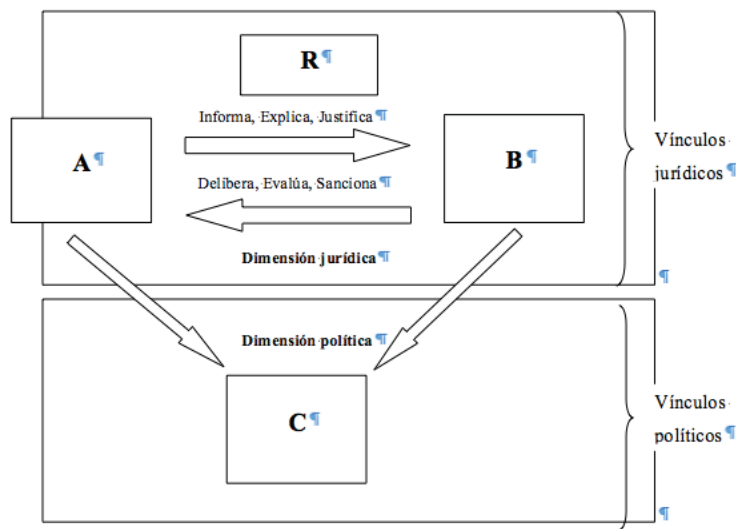 R¶
Informa, Explica, Justifica¶
A¶
B¶
Delibera, Evalúa, Sanciona¶
Vínculos·
jurídicos¶
Dimensión·jurídica¶
¶
Dimensión·política¶
C¶
Vínculos·
políticos¶
¶